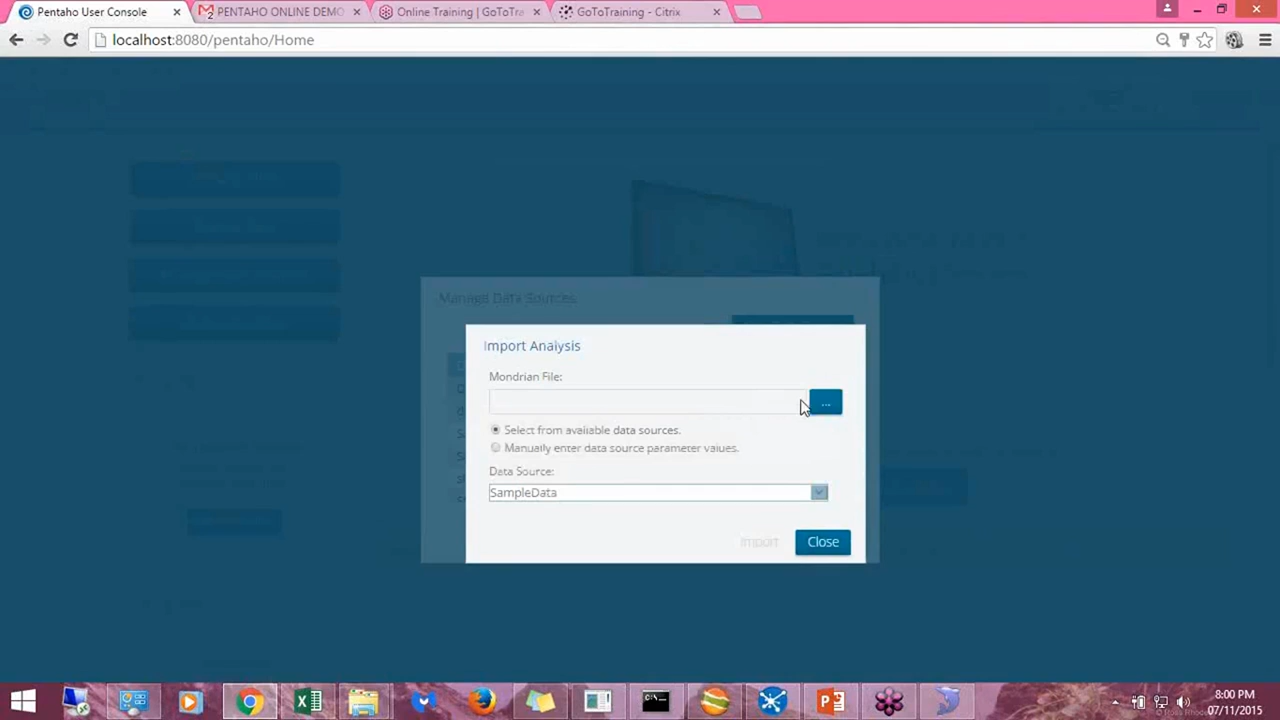 Pentaho User Console
PENTAHO ONLINE DEMO
Online Training | GoToTra
GoToTraining - Citrix
localhost:8080/pentaho/Home
Manage Data Sources
Import Analysis
Mondrian File:
...
Select from available data sources.
Manually enter data source parameter values.
Data Source:
SampleData
Import
Close
8:00 PM
07/11/2015